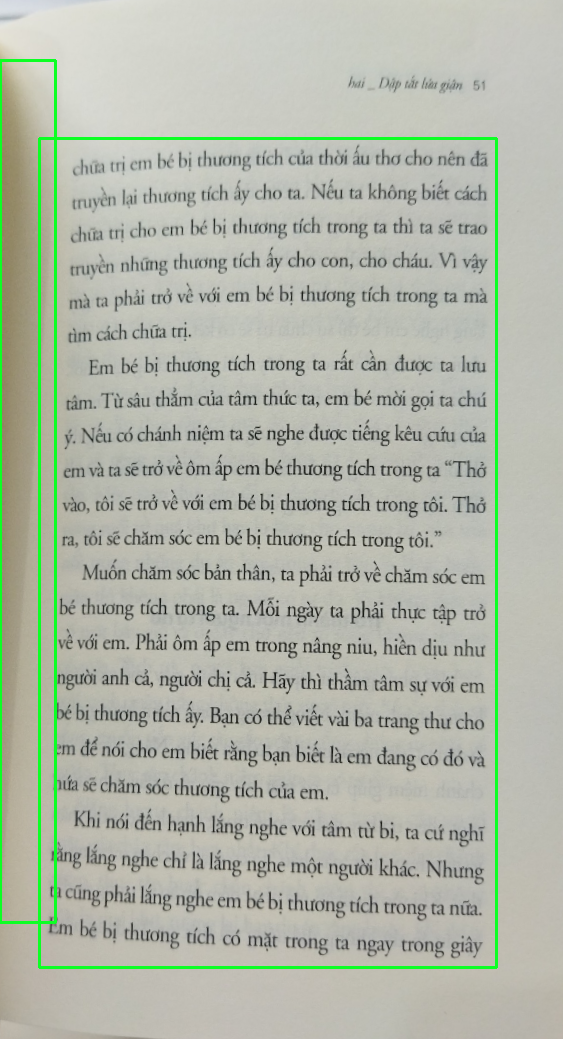 hai _ Dập tắt lửa giận 51
chữa trị em bé bị thương tích của thời ấu thơ cho nên đã
truyền lại thương tích ấy cho ta. Nếu ta không biết cách
chữa trị cho em bé bị thương tích trong ta thì ta sẽ trao
truyền những thương tích ấy cho con, cho cháu. Vì vậy
mà ta phải trở về với em bé bị thương tích trong ta mà
tìm cách chữa trị.
Em bé bị thương tích trong ta rất cần được ta lưu
tâm. Từ sâu thẳm của tâm thức ta, em bé mời gọi ta chú
ý. Nếu có chánh niệm ta sẽ nghe được tiếng kêu cứu của
em và ta sẽ trở về ôm ấp em bé thương tích trong ta “Thở
vào, tôi sẽ trở về với em bé bị thương tích trong tôi. Thở
ra, tôi sẽ chăm sóc em bé bị thương tích trong tôi.”
Muốn chăm sóc bản thân, ta phải trở về chăm sóc em
bé thương tích trong ta. Mỗi ngày ta phải thực tập trở
về với em. Phải ôm ấp em trong nâng niu, hiền dịu như
người anh cả, người chị cả. Hãy thì thầm tâm sự với em
bé bị thương tích ấy. Bạn có thể viết vài ba trang thư cho
em để nói cho em biết rằng bạn biết là em đang có đó và
hứa sẽ chăm sóc thương tích của em.
Khi nói đến hạnh lắng nghe với tâm từ bi, ta cứ nghĩ
rằng lắng nghe chỉ là lắng nghe một người khác. Nhưng
ta cũng phải lắng nghe em bé bị thương tích trong ta nữa.
Em bé bị thương tích có mặt trong ta ngay trong giây